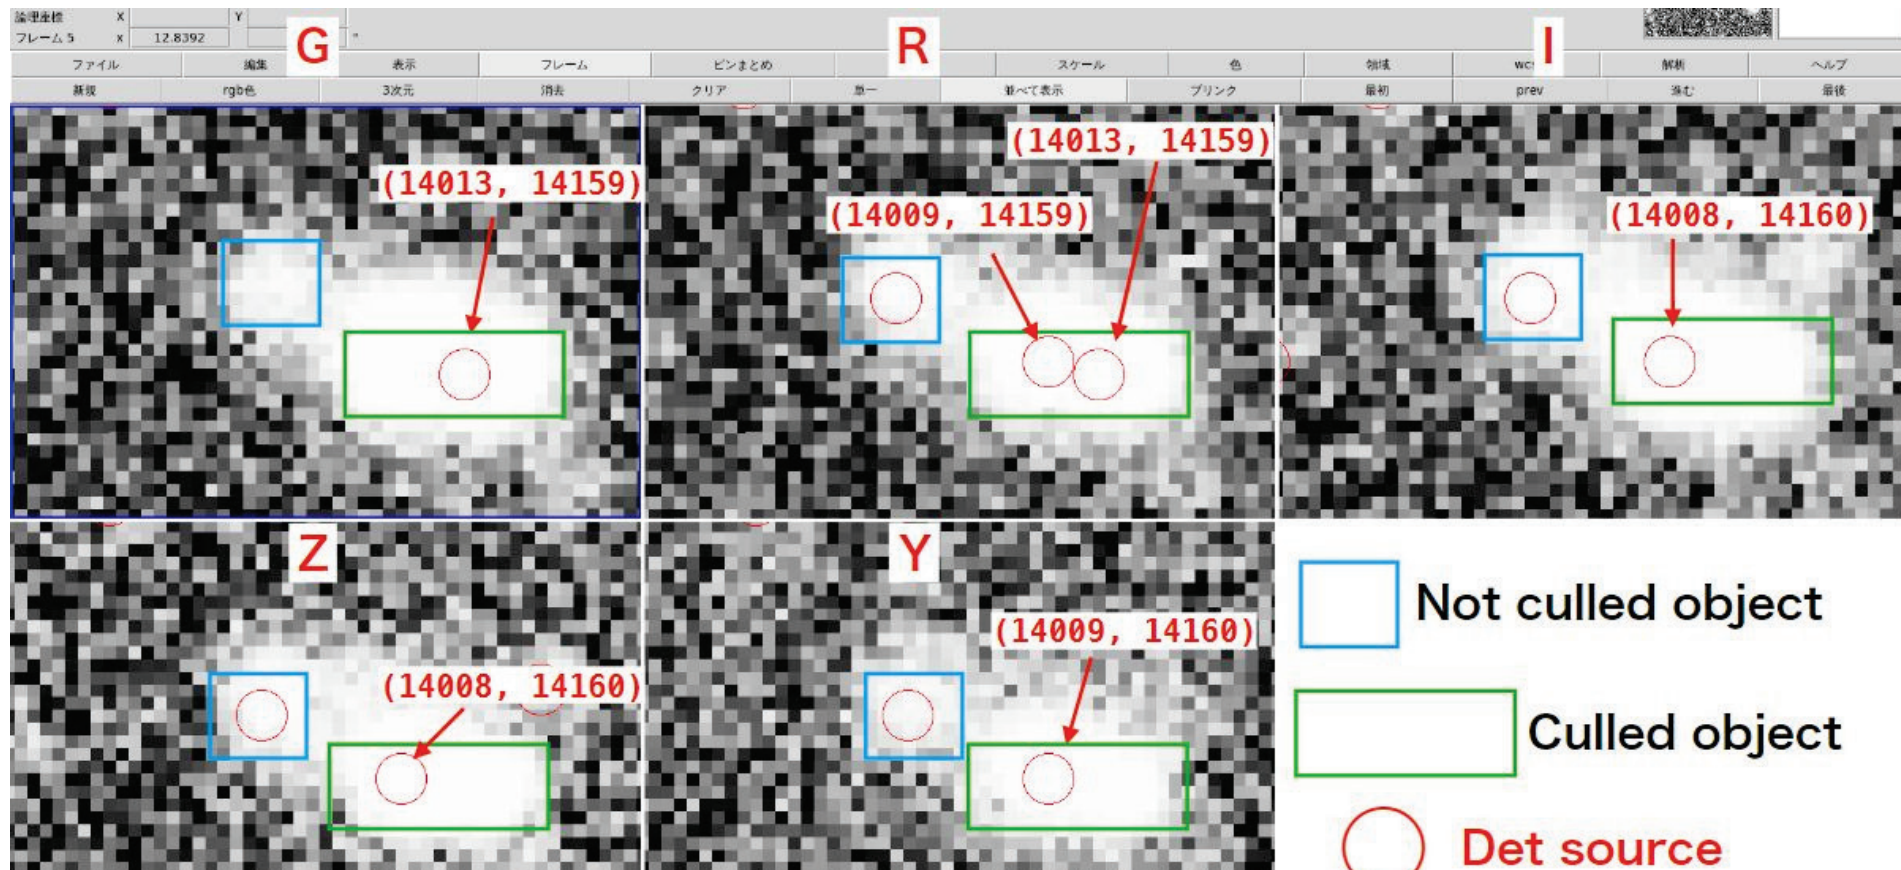 論理座標 X Y
フレーム 5 x 12.8392 °
G R I
ファイル 編集 表示 フレーム ビンまとめ スケール 色 領域 wcs 解析 ヘルプ
新規 rgb色 3次元 消去 クリア 単一 並べて表示 ブリンク 最初 prev 進む 最後
(14013, 14159)
(14013, 14159)
(14009, 14159)
(14008, 14160)
Z Y
(14008, 14160)
(14009, 14160)
Not culled object
Culled object
Det source